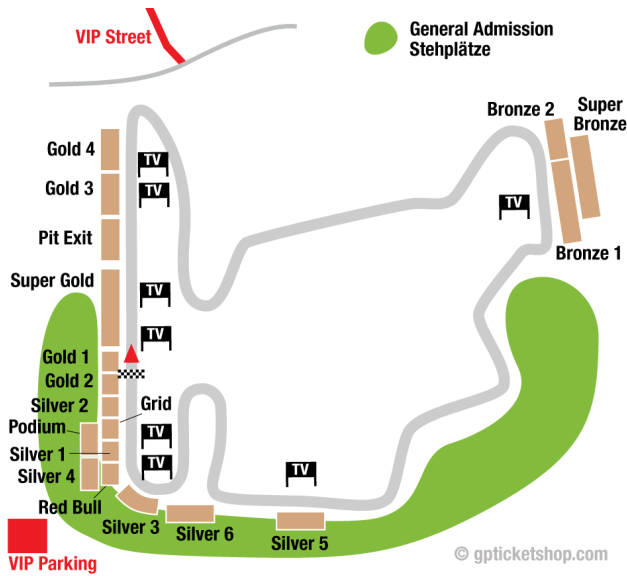 VIP Street
General Admission
Stehplätze
Bronze 2
Super
Bronze
Gold 4
TV
Gold 3
TV
TV
Pit Exit
Bronze 1
Super Gold
TV
TV
Gold 1
Gold 2
Silver 2
Grid
Podium
TV
Silver 1
TV
TV
Silver 4
Red Bull
Silver 3
Silver 6
Silver 5
VIP Parking
© gpticketshop.com